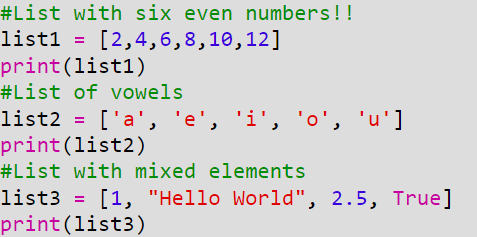 #List with six even numbers!!
list1 = [2,4,6,8,10,12]
print(list1)
#List of vowels
list2 = ['a', 'e', 'i', 'o', 'u']
print(list2)
#List with mixed elements
list3 = [1, "Hello World", 2.5, True]
print(list3)